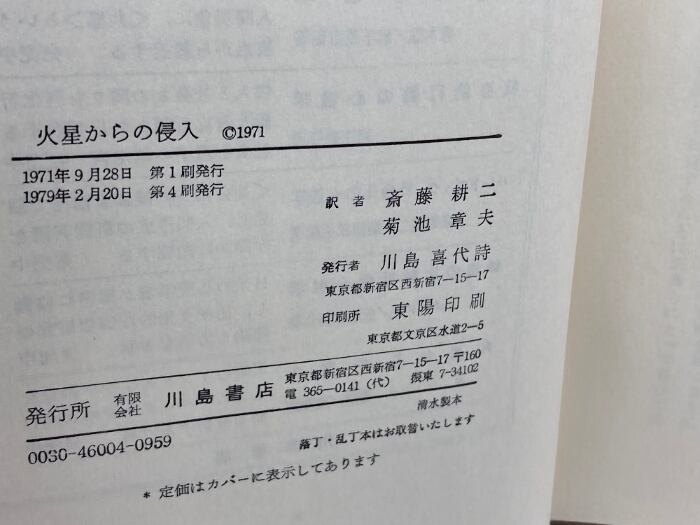 火星からの侵入 ©1971
1971年9月28日 第1刷発行
1979年2月20日 第4刷発行
訳者 斎藤耕二
菊池章夫
発行者 川島喜代詩
東京都新宿区西新宿7-15-17
印刷所 東陽印刷
東京都文京区水道2-5
発行所 有限会社 川島書店 東京都新宿区西新宿7-15-17 〒160
電 365-0141(代) 振東 7-34102
0030-46004-0959
清水製本
落丁・乱丁本はお取替いたします
* 定価はカバーに表示してあります